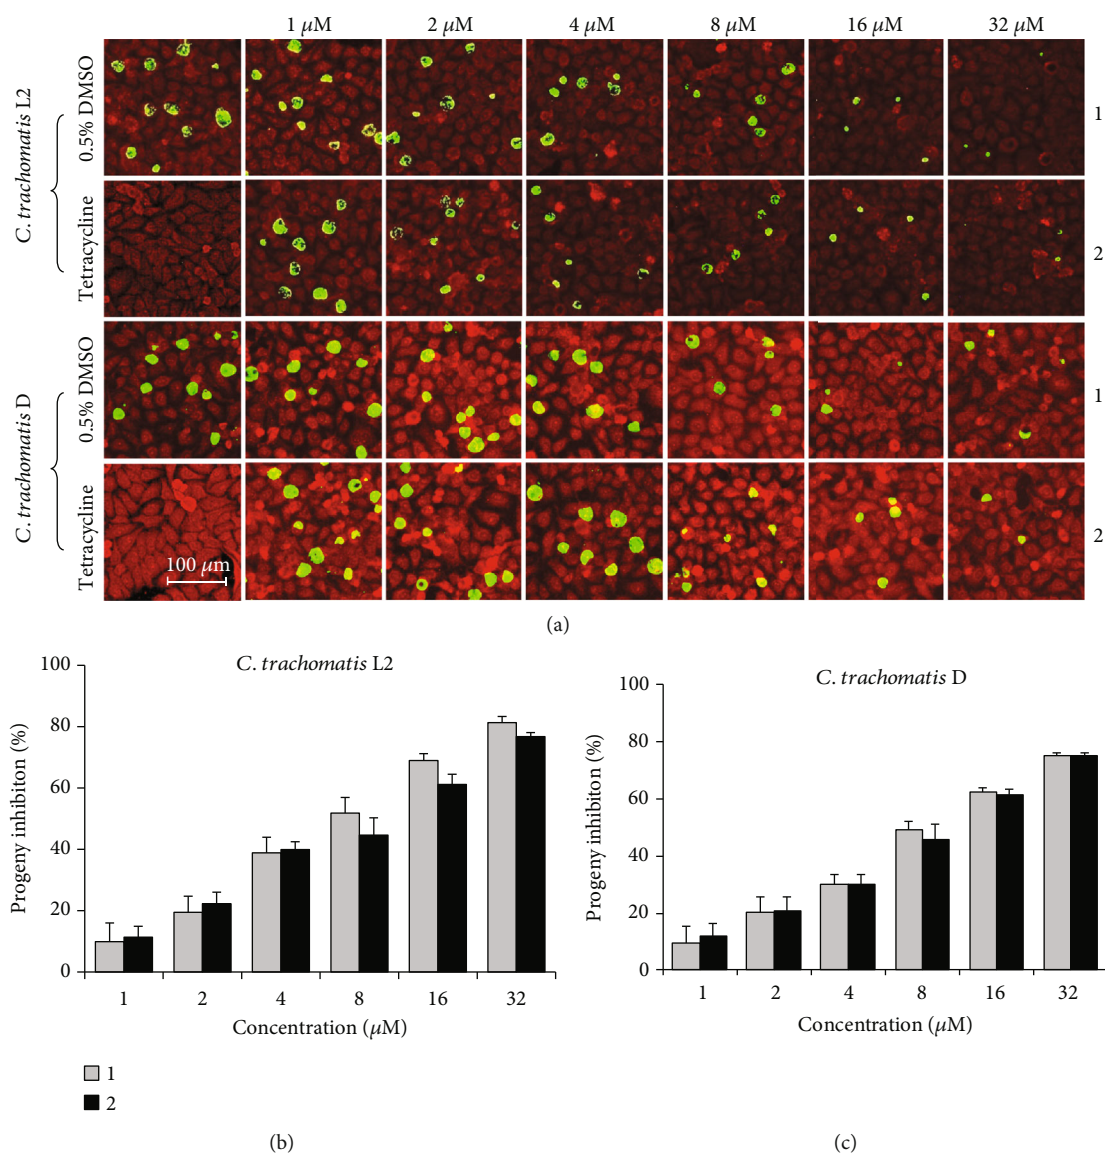 1 μM 2 μM 4 μM 8 μM 16 μM 32 μM
C. trachomatis L2
0.5% DMSO
1
Tetracycline
2
C. trachomatis D
0.5% DMSO
1
Tetracycline
2
100 μm
(a)
C. trachomatis L2
Progeny inhibiton (%)
100
80
60
40
20
0
1 2 4 8 16 32
Concentration (μM)
1
2
(b)
C. trachomatis D
Progeny inhibiton (%)
100
80
60
40
20
0
1 2 4 8 16 32
Concentration (μM)
(c)